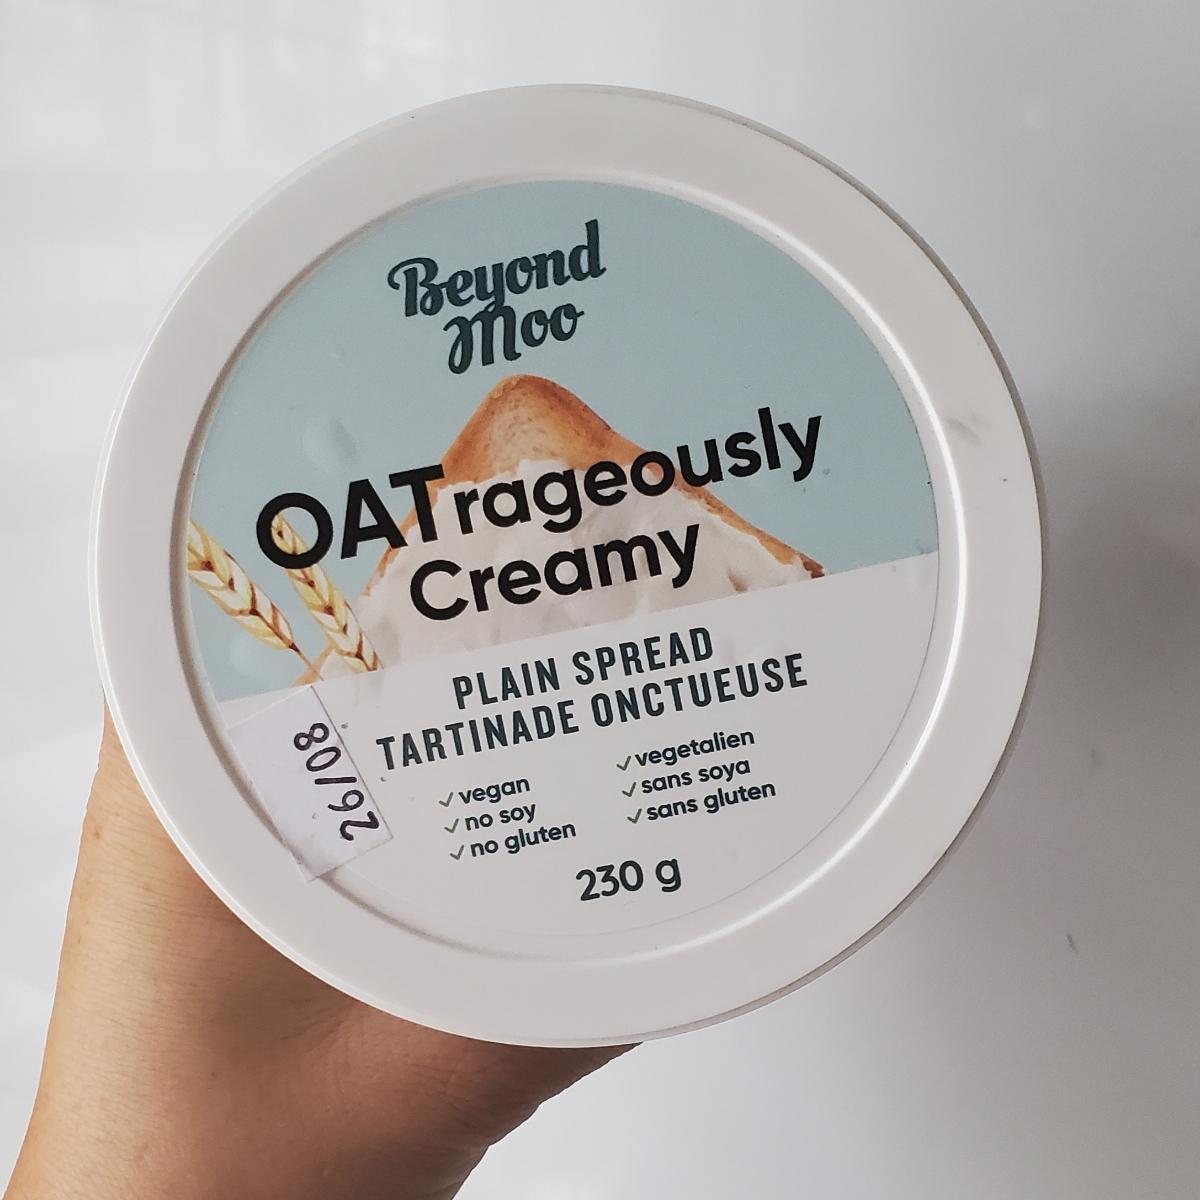 Beyond
Moo
OATrageously
Creamy
PLAIN SPREAD
TARTINADE ONCTUEUSE
✓ vegan
✓ no soy
✓ no gluten
✓ vegetalien
✓ sans soya
✓ sans gluten
230 g
26/08